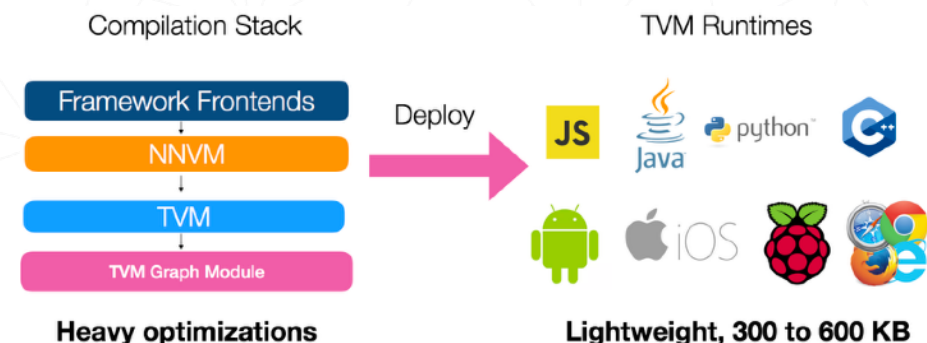 Compilation Stack
TVM Runtimes
Framework Frontends
NNVM
TVM
TVM Graph Module
Heavy optimizations
Deploy
JS
Java
python
C++
iOS
Lightweight, 300 to 600 KB